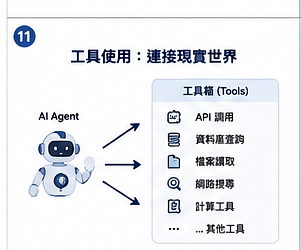 11
工具使用：連接現實世界
工具箱 (Tools)
AI Agent
API 調用
資料庫查詢
檔案讀取
網路搜尋
計算工具
... 其他工具